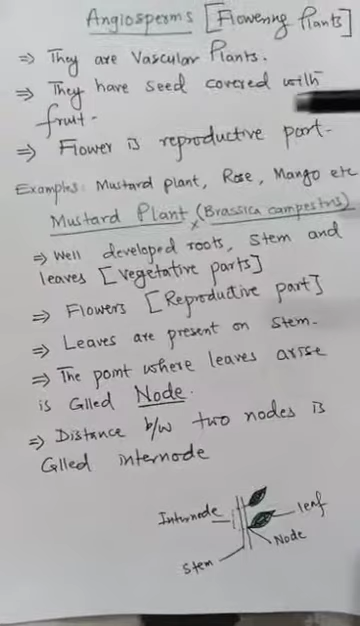 Angiosperms [Flowering Plants]
⇒ They are Vascular Plants.
⇒ They have seed covered with
fruit.
⇒ Flower is reproductive part.
Examples: Mustard plant, Rose, Mango etc
Mustard Plant (Brassica campestris)
⇒ Well developed roots, Stem and
leaves [Vegetative parts]
⇒ Flowers [Reproductive part]
⇒ Leaves are present on Stem.
⇒ The point where leaves arise
is Called Node.
⇒ Distance b/w two nodes is
Called internode
Internode
leaf
Node
Stem